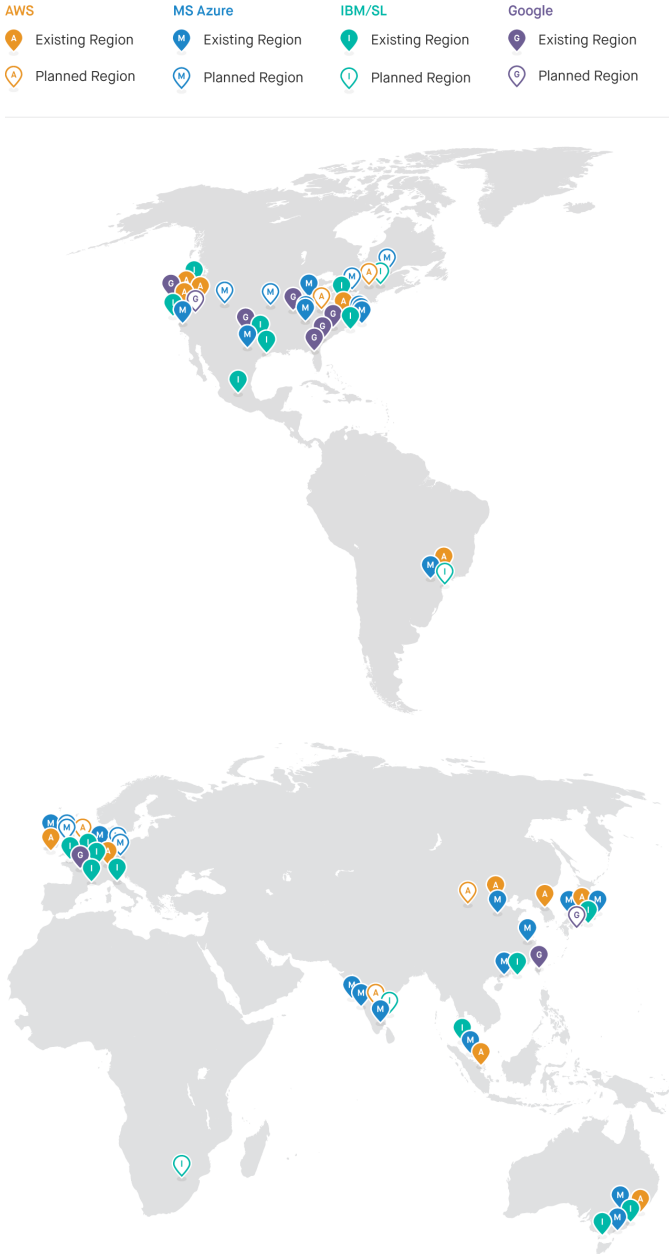 AWS MS Azure IBM/SL Google
A Existing Region M Existing Region I Existing Region G Existing Region
A Planned Region M Planned Region I Planned Region G Planned Region
M
A I
I M
G A A I
M M G A
I A G M A
M G M
G I G I
M I G
I
A
M I
M M A M
A I I A M
G I
I I
A A
M A M A M
G I
M
M I G
M A
M I
M
I
M
A
I
M A
I M I